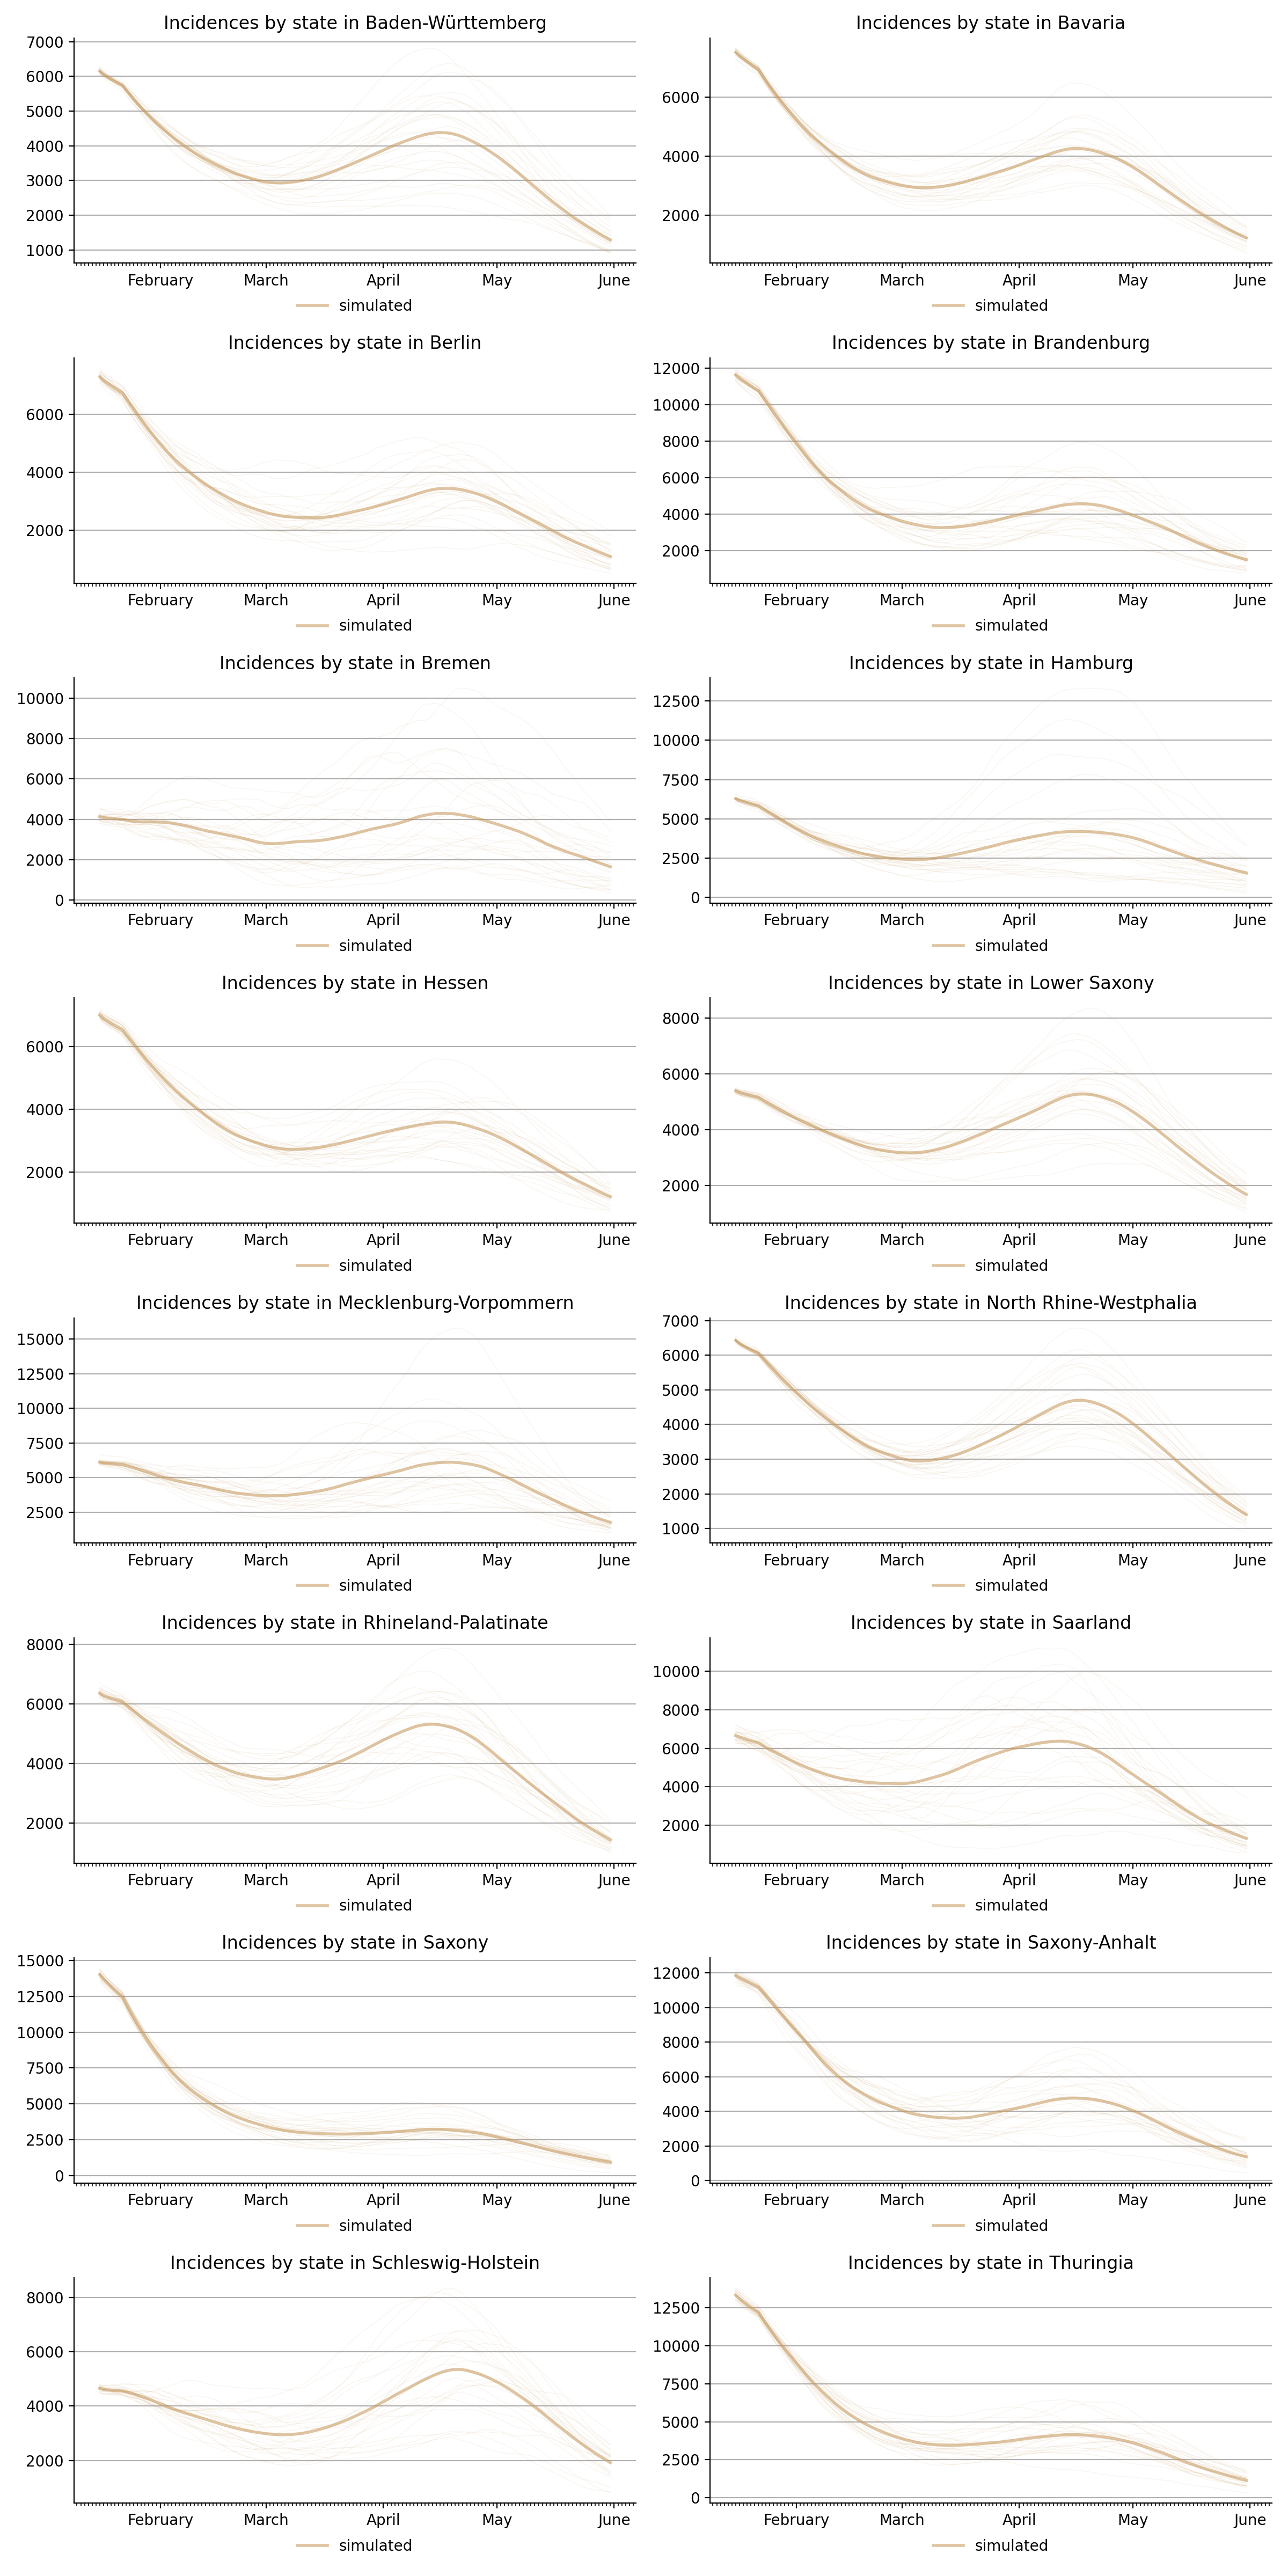 Incidences by state in Baden-Württemberg
7000
6000
5000
4000
3000
2000
1000
February March April May June
simulated
Incidences by state in Bavaria
6000
4000
2000
February March April May June
simulated
Incidences by state in Berlin
6000
4000
2000
February March April May June
simulated
Incidences by state in Brandenburg
12000
10000
8000
6000
4000
2000
February March April May June
simulated
Incidences by state in Bremen
10000
8000
6000
4000
2000
0
February March April May June
simulated
Incidences by state in Hamburg
12500
10000
7500
5000
2500
0
February March April May June
simulated
Incidences by state in Hessen
6000
4000
2000
February March April May June
simulated
Incidences by state in Lower Saxony
8000
6000
4000
2000
February March April May June
simulated
Incidences by state in Mecklenburg-Vorpommern
15000
12500
10000
7500
5000
2500
February March April May June
simulated
Incidences by state in North Rhine-Westphalia
7000
6000
5000
4000
3000
2000
1000
February March April May June
simulated
Incidences by state in Rhineland-Palatinate
8000
6000
4000
2000
February March April May June
simulated
Incidences by state in Saarland
10000
8000
6000
4000
2000
February March April May June
simulated
Incidences by state in Saxony
15000
12500
10000
7500
5000
2500
0
February March April May June
simulated
Incidences by state in Saxony-Anhalt
12000
10000
8000
6000
4000
2000
0
February March April May June
simulated
Incidences by state in Schleswig-Holstein
8000
6000
4000
2000
February March April May June
simulated
Incidences by state in Thuringia
12500
10000
7500
5000
2500
0
February March April May June
simulated